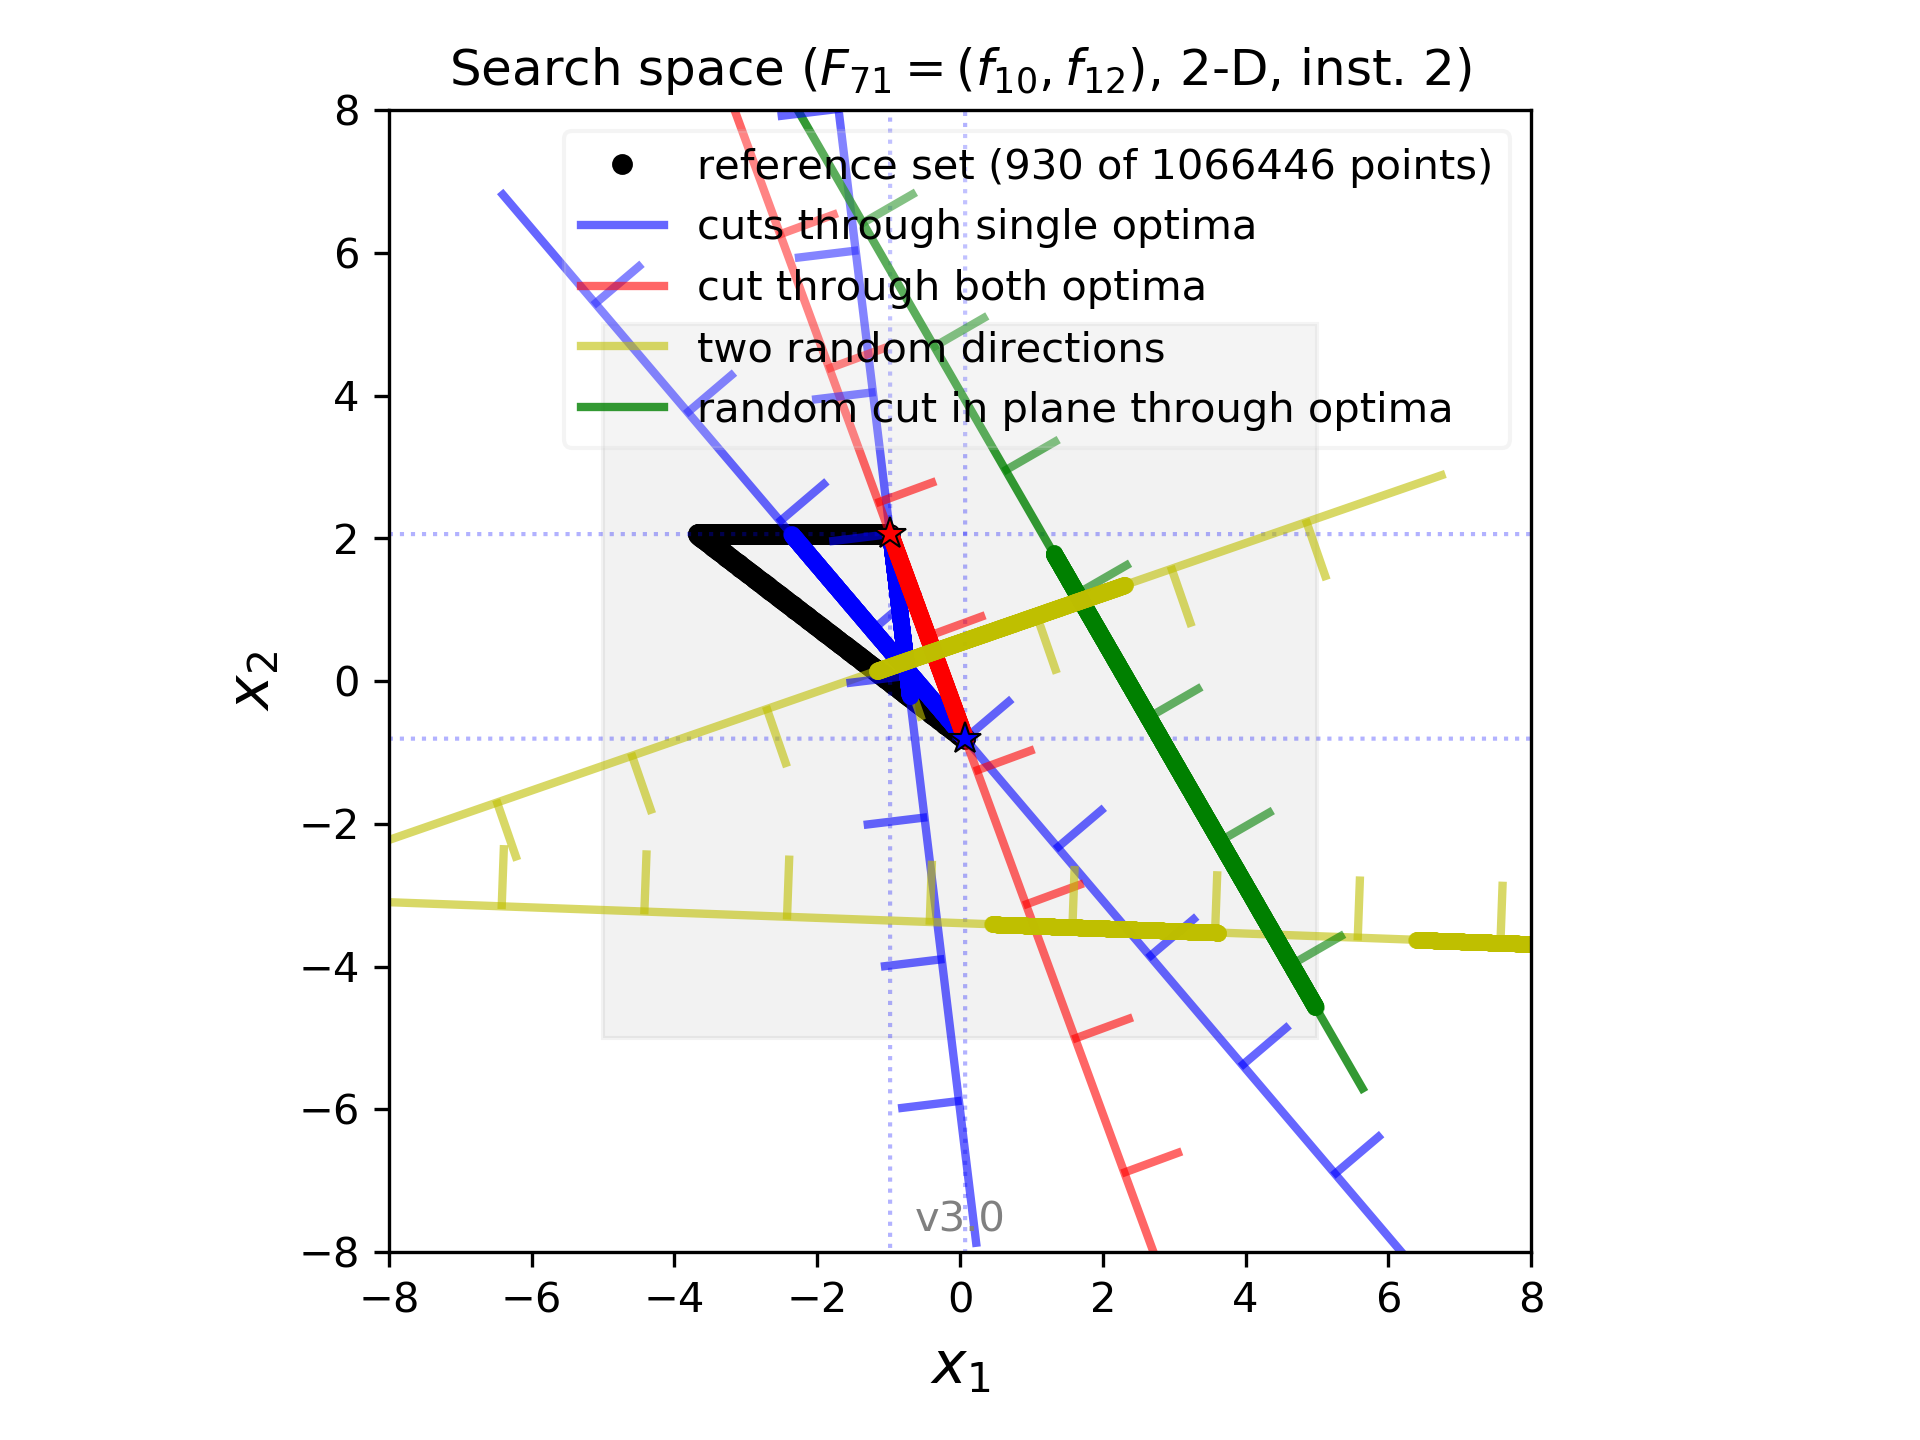 Search space (F71 = (f10, f12), 2-D, inst. 2)
reference set (930 of 1066446 points)
cuts through single optima
cut through both optima
two random directions
random cut in plane through optima
8
6
4
2
0
−2
−4
−6
−8
x2
v3.0
−8 −6 −4 −2 0 2 4 6 8
x1